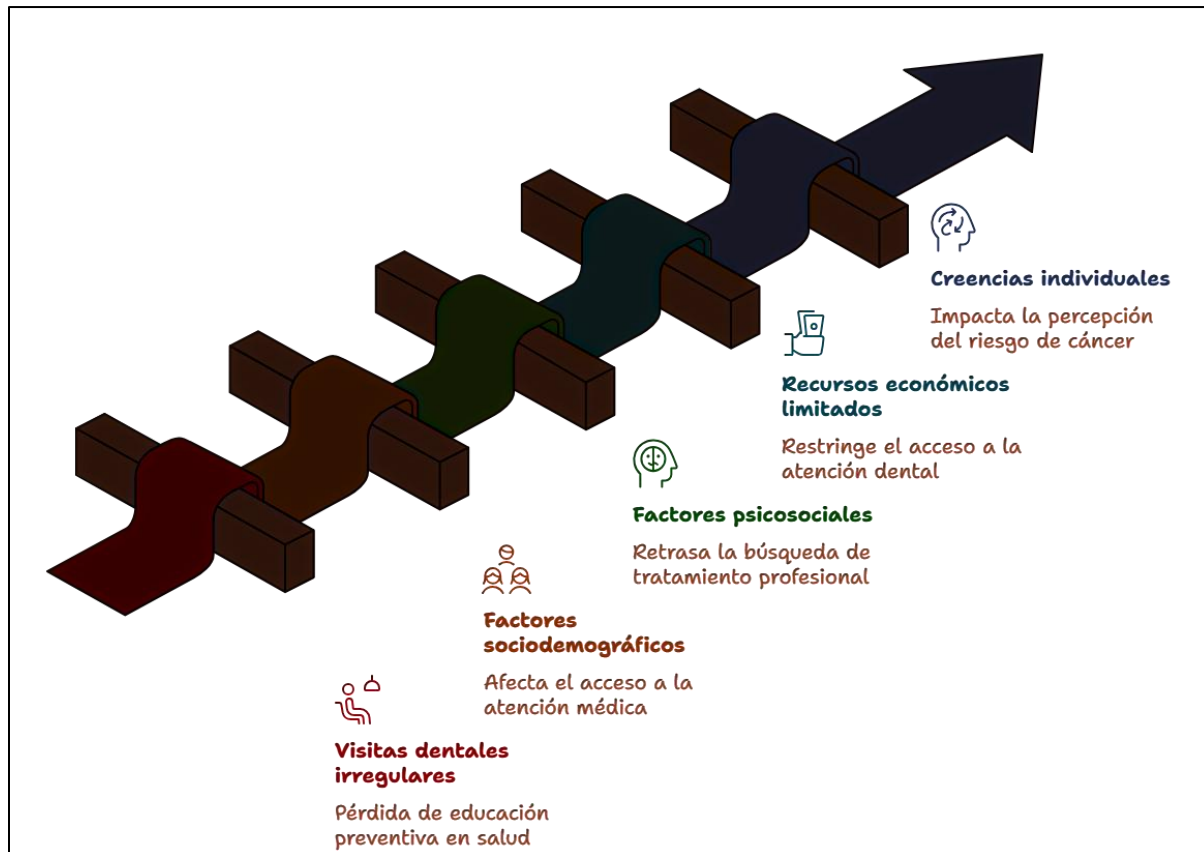 Creencias individuales
Impacta la percepción
del riesgo de cáncer
Recursos económicos
limitados
Restringe el acceso a la
atención dental
Factores psicosociales
Retrasa la búsqueda de
tratamiento profesional
Factores
sociodemográficos
Afecta el acceso a la
atención médica
Visitas dentales
irregulares
Pérdida de educación
preventiva en salud